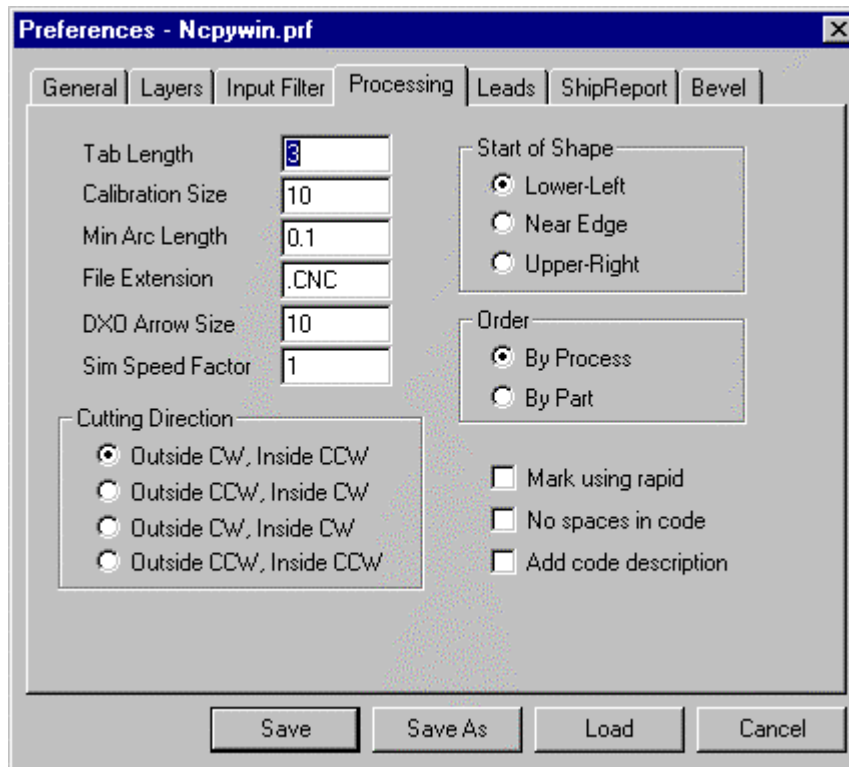 Preferences - Ncpywin.prf
General Layers Input Filter Processing Leads ShipReport Bevel
Tab Length 3
Calibration Size 10
Min Arc Length 0.1
File Extension .CNC
DXO Arrow Size 10
Sim Speed Factor 1
Cutting Direction
Outside CW, Inside CCW
Outside CCW, Inside CW
Outside CW, Inside CW
Outside CCW, Inside CCW
Start of Shape
Lower-Left
Near Edge
Upper-Right
Order
By Process
By Part
Mark using rapid
No spaces in code
Add code description
Save Save As Load Cancel